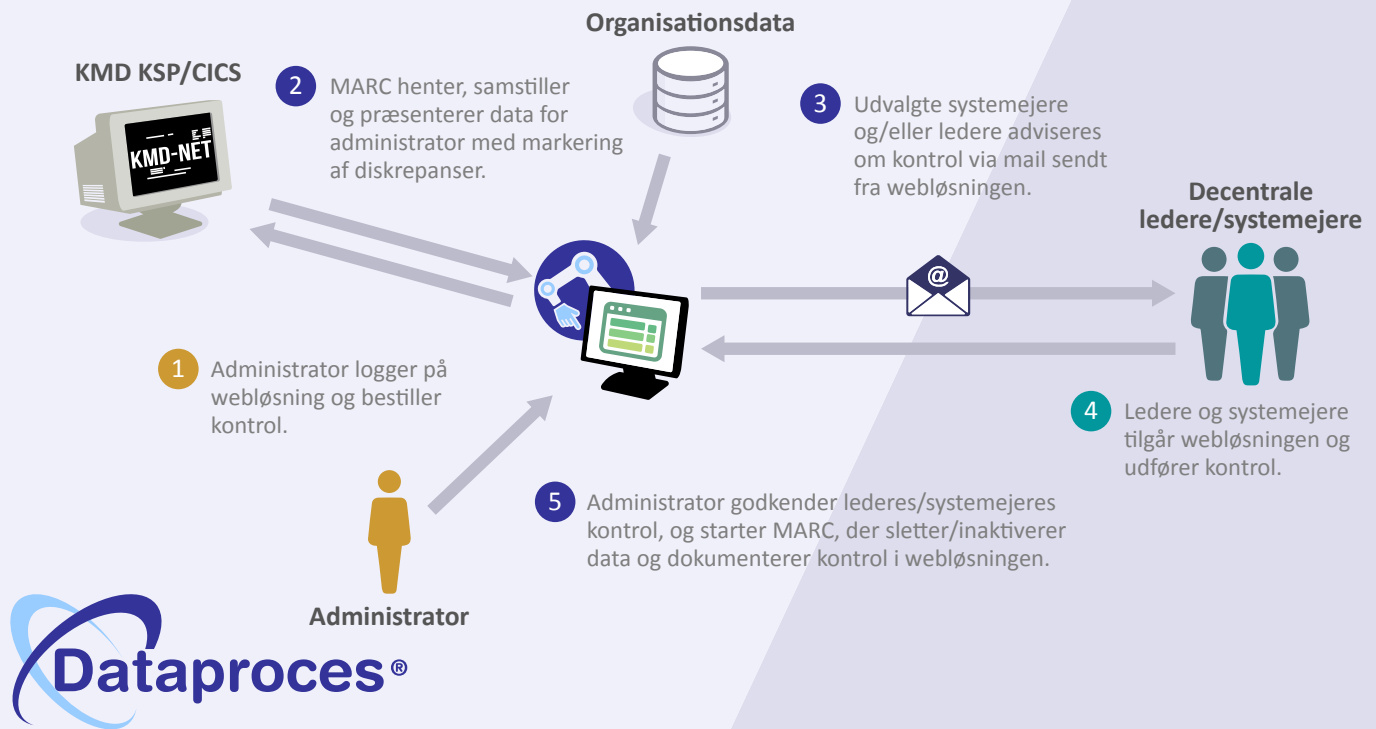 Organisationsdata
KMD KSP/CICS
KMD-NET
2
MARC henter, samstiller
og præsenterer data for
administrator med markering
af diskrepanser.
3
Udvalgte systemejere
og/eller ledere adviseres
om kontrol via mail sendt
fra webløsningen.
Decentrale
ledere/systemejere
@
1
Administrator logger på
webløsning og bestiller
kontrol.
4
Ledere og systemejere
tilgår webløsningen og
udfører kontrol.
5
Administrator godkender lederes/systemejeres
kontrol, og starter MARC, der sletter/inaktiverer
data og dokumenterer kontrol i webløsningen.
Administrator
Dataproces®